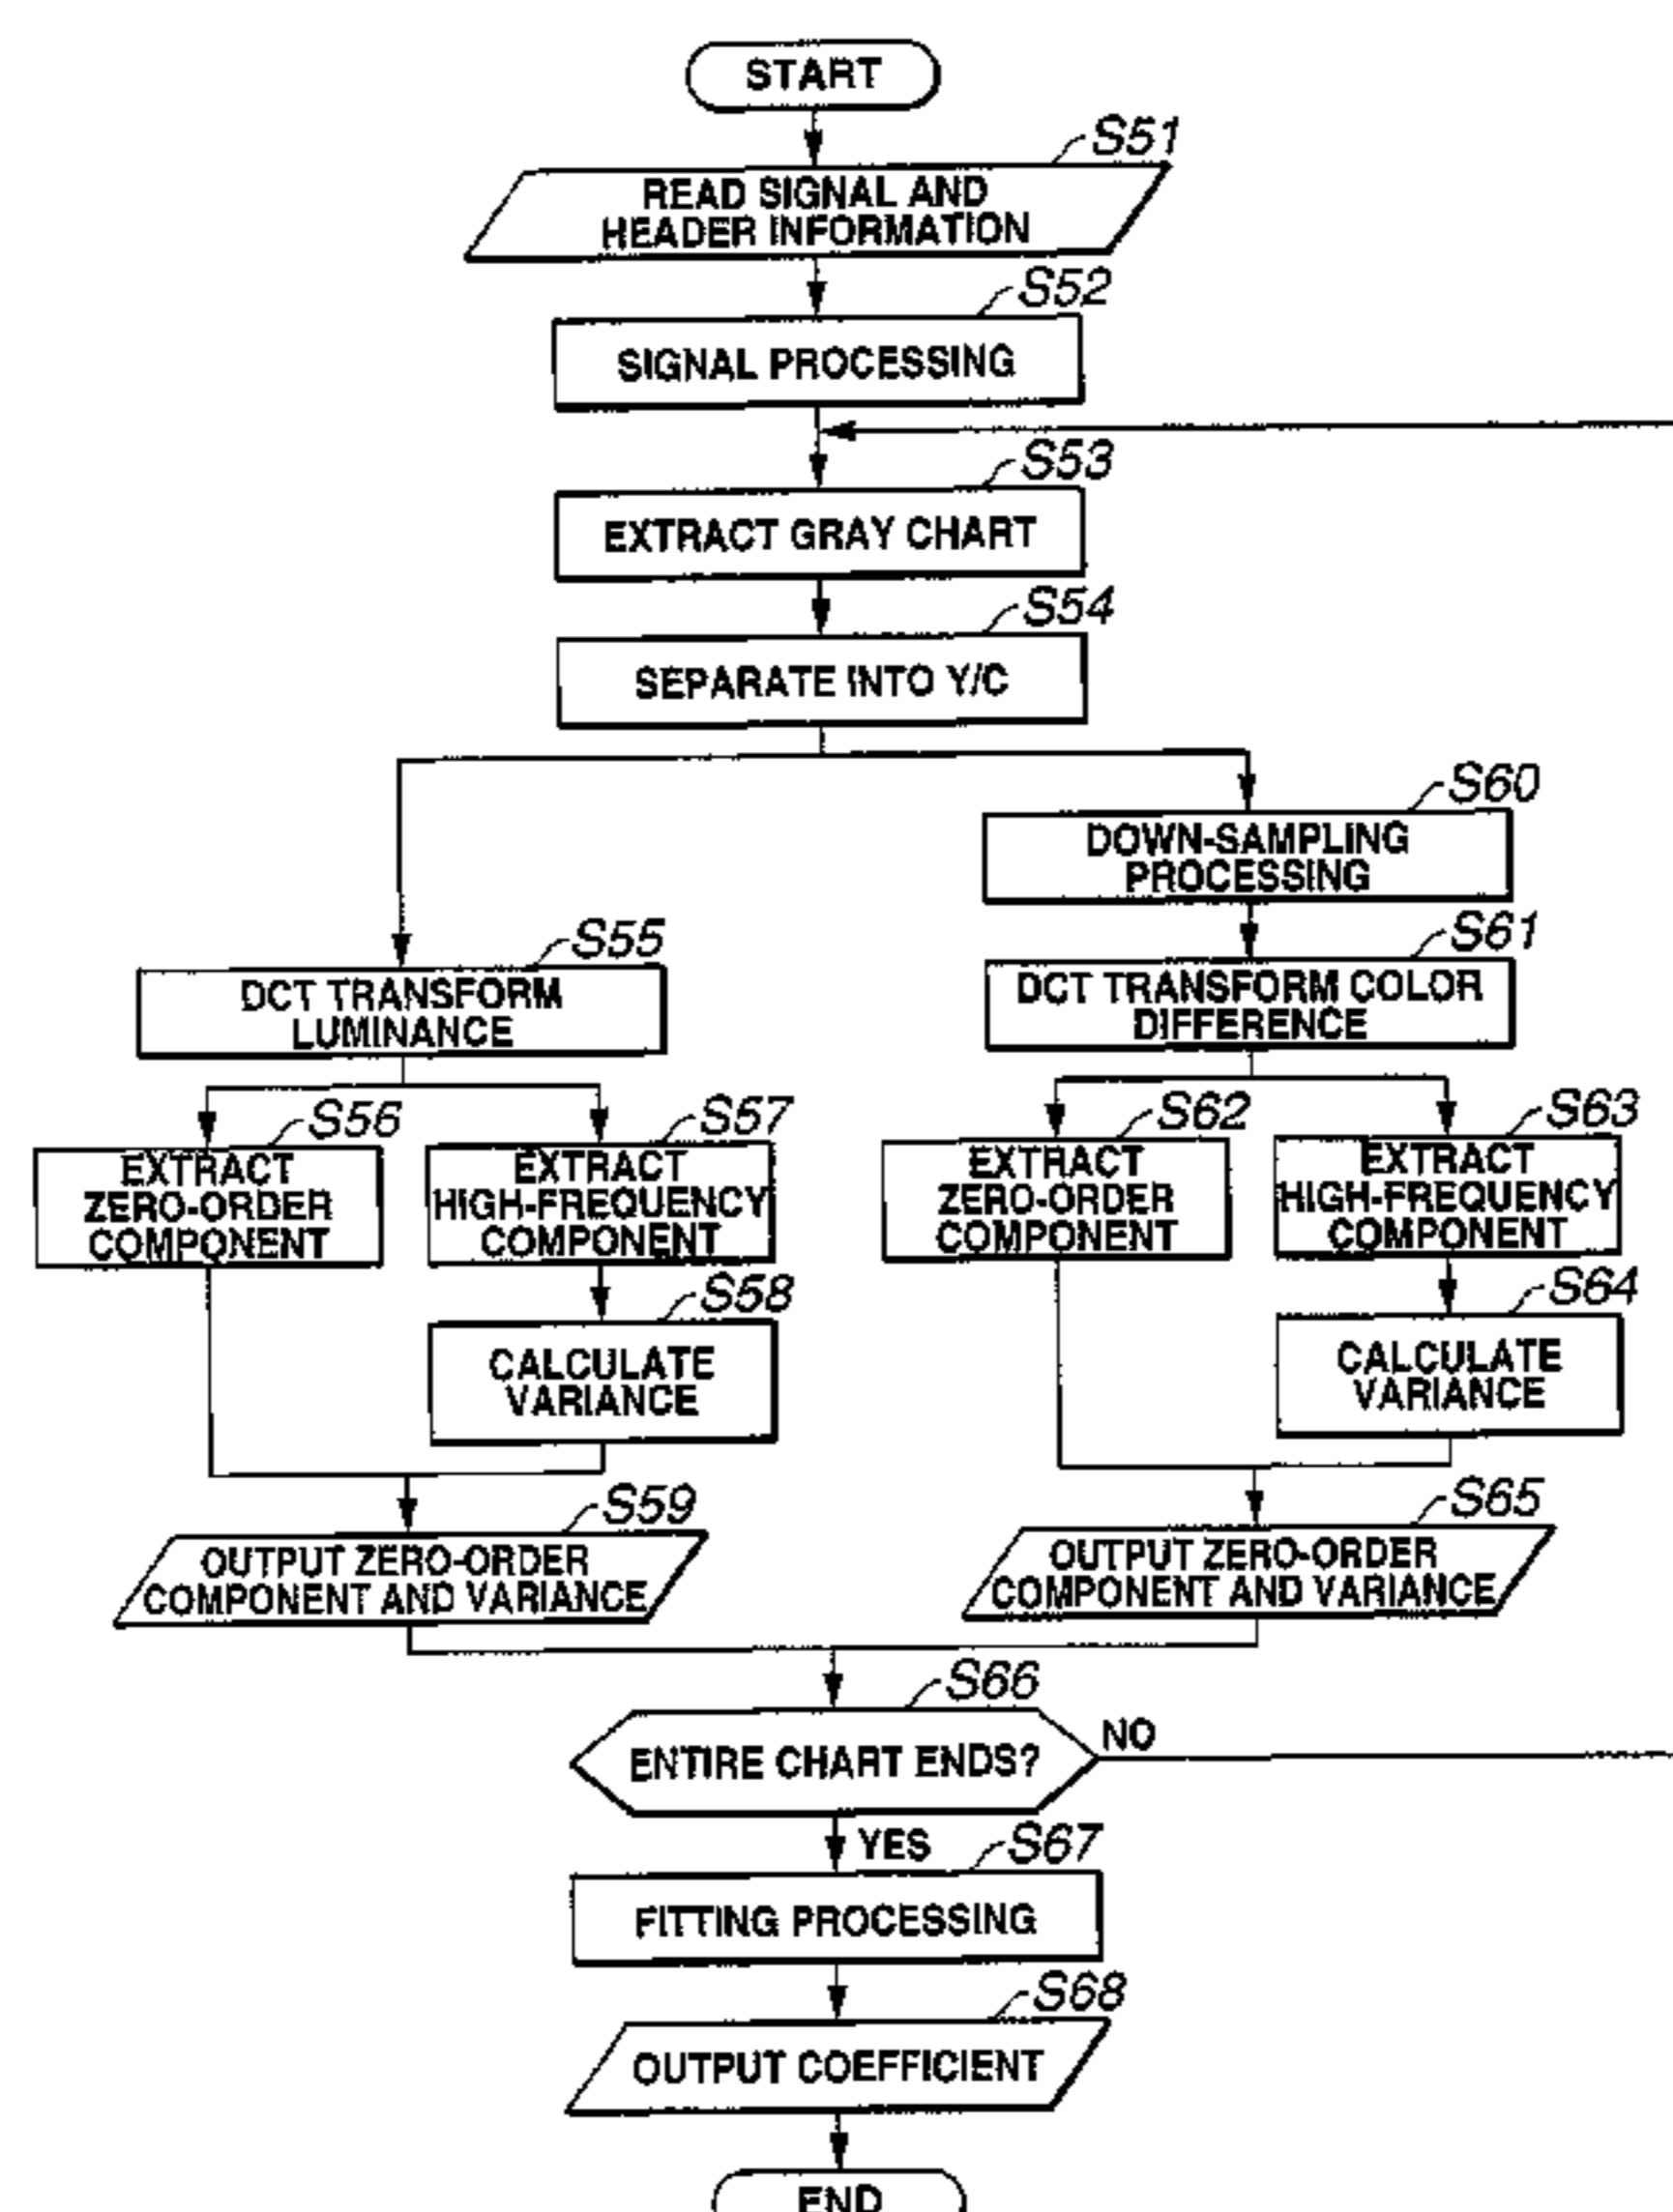 START
S51
READ SIGNAL AND
HEADER INFORMATION
S52
SIGNAL PROCESSING
S53
EXTRACT GRAY CHART
S54
SEPARATE INTO Y/C
S60
DOWN-SAMPLING
PROCESSING
S55
DCT TRANSFORM
LUMINANCE
S61
DCT TRANSFORM COLOR
DIFFERENCE
S56
EXTRACT
ZERO-ORDER
COMPONENT
S57
EXTRACT
HIGH-FREQUENCY
COMPONENT
S62
EXTRACT
ZERO-ORDER
COMPONENT
S63
EXTRACT
HIGH-FREQUENCY
COMPONENT
S58
CALCULATE
VARIANCE
S64
CALCULATE
VARIANCE
S59
OUTPUT ZERO-ORDER
COMPONENT AND VARIANCE
S65
OUTPUT ZERO-ORDER
COMPONENT AND VARIANCE
S66
ENTIRE CHART ENDS?
NO
YES
S67
FITTING PROCESSING
S68
OUTPUT COEFFICIENT
END